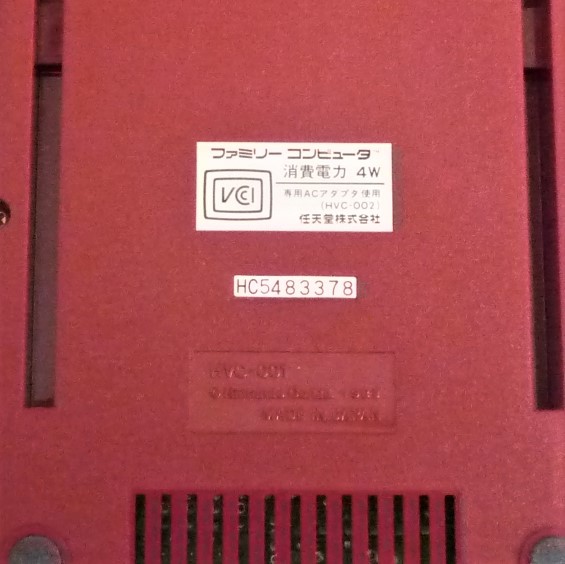 ファミリー コンピュータ™
消費電力 4W
VCCI
専用ACアダプタ使用
(HVC-002)
任天堂株式会社
HC5483378
HVC-001
MADE IN JAPAN